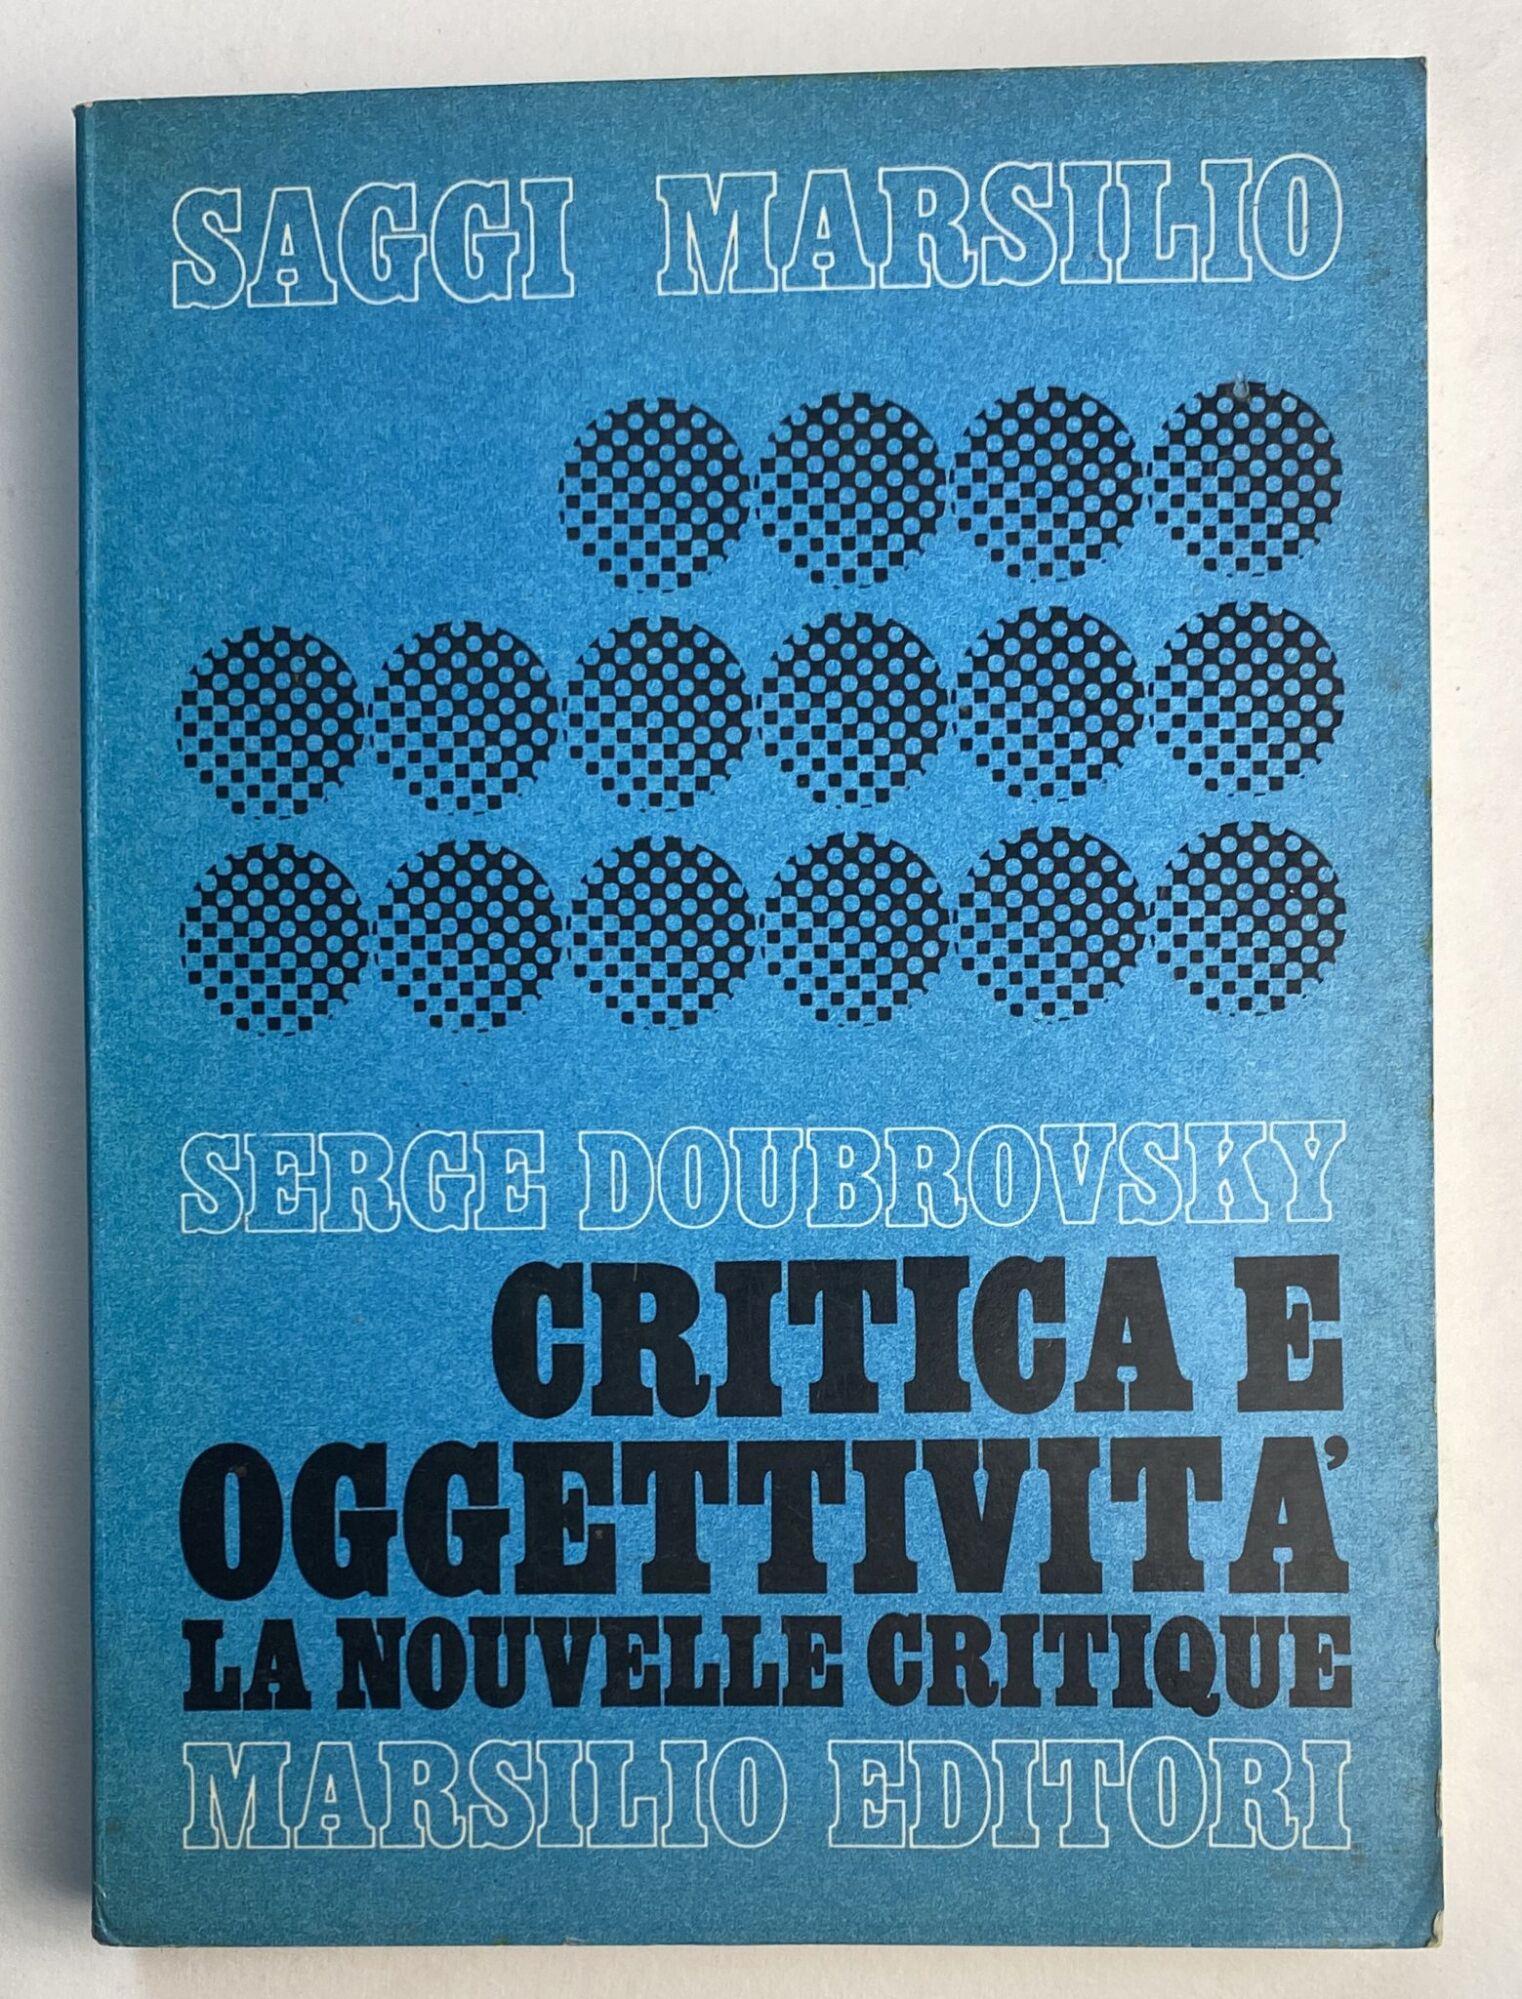 SAGGI MARSILIO
SERGE DOUBROVSKY
CRITICA E
OGGETTIVITA'
LA NOUVELLE CRITIQUE
MARSILIO EDITORI